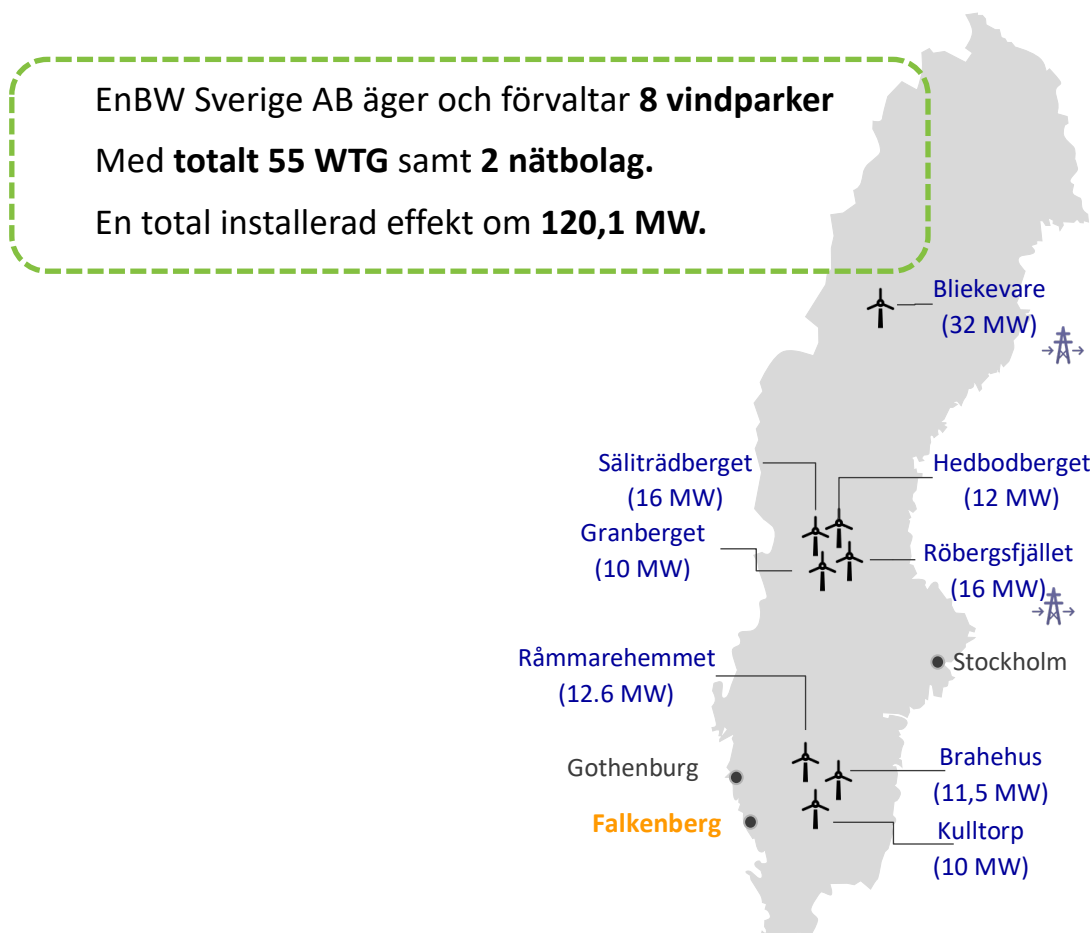 EnBW Sverige AB äger och förvaltar 8 vindparker
Med totalt 55 WTG samt 2 nätbolag.
En total installerad effekt om 120,1 MW.
Bliekevare
(32 MW)
Säliträdberget
(16 MW)
Hedbodberget
(12 MW)
Granberget
(10 MW)
Röbergsfjället
(16 MW)
Råmmarehemmet
(12.6 MW)
Stockholm
Gothenburg
Brahehus
(11,5 MW)
Falkenberg
Kulltorp
(10 MW)